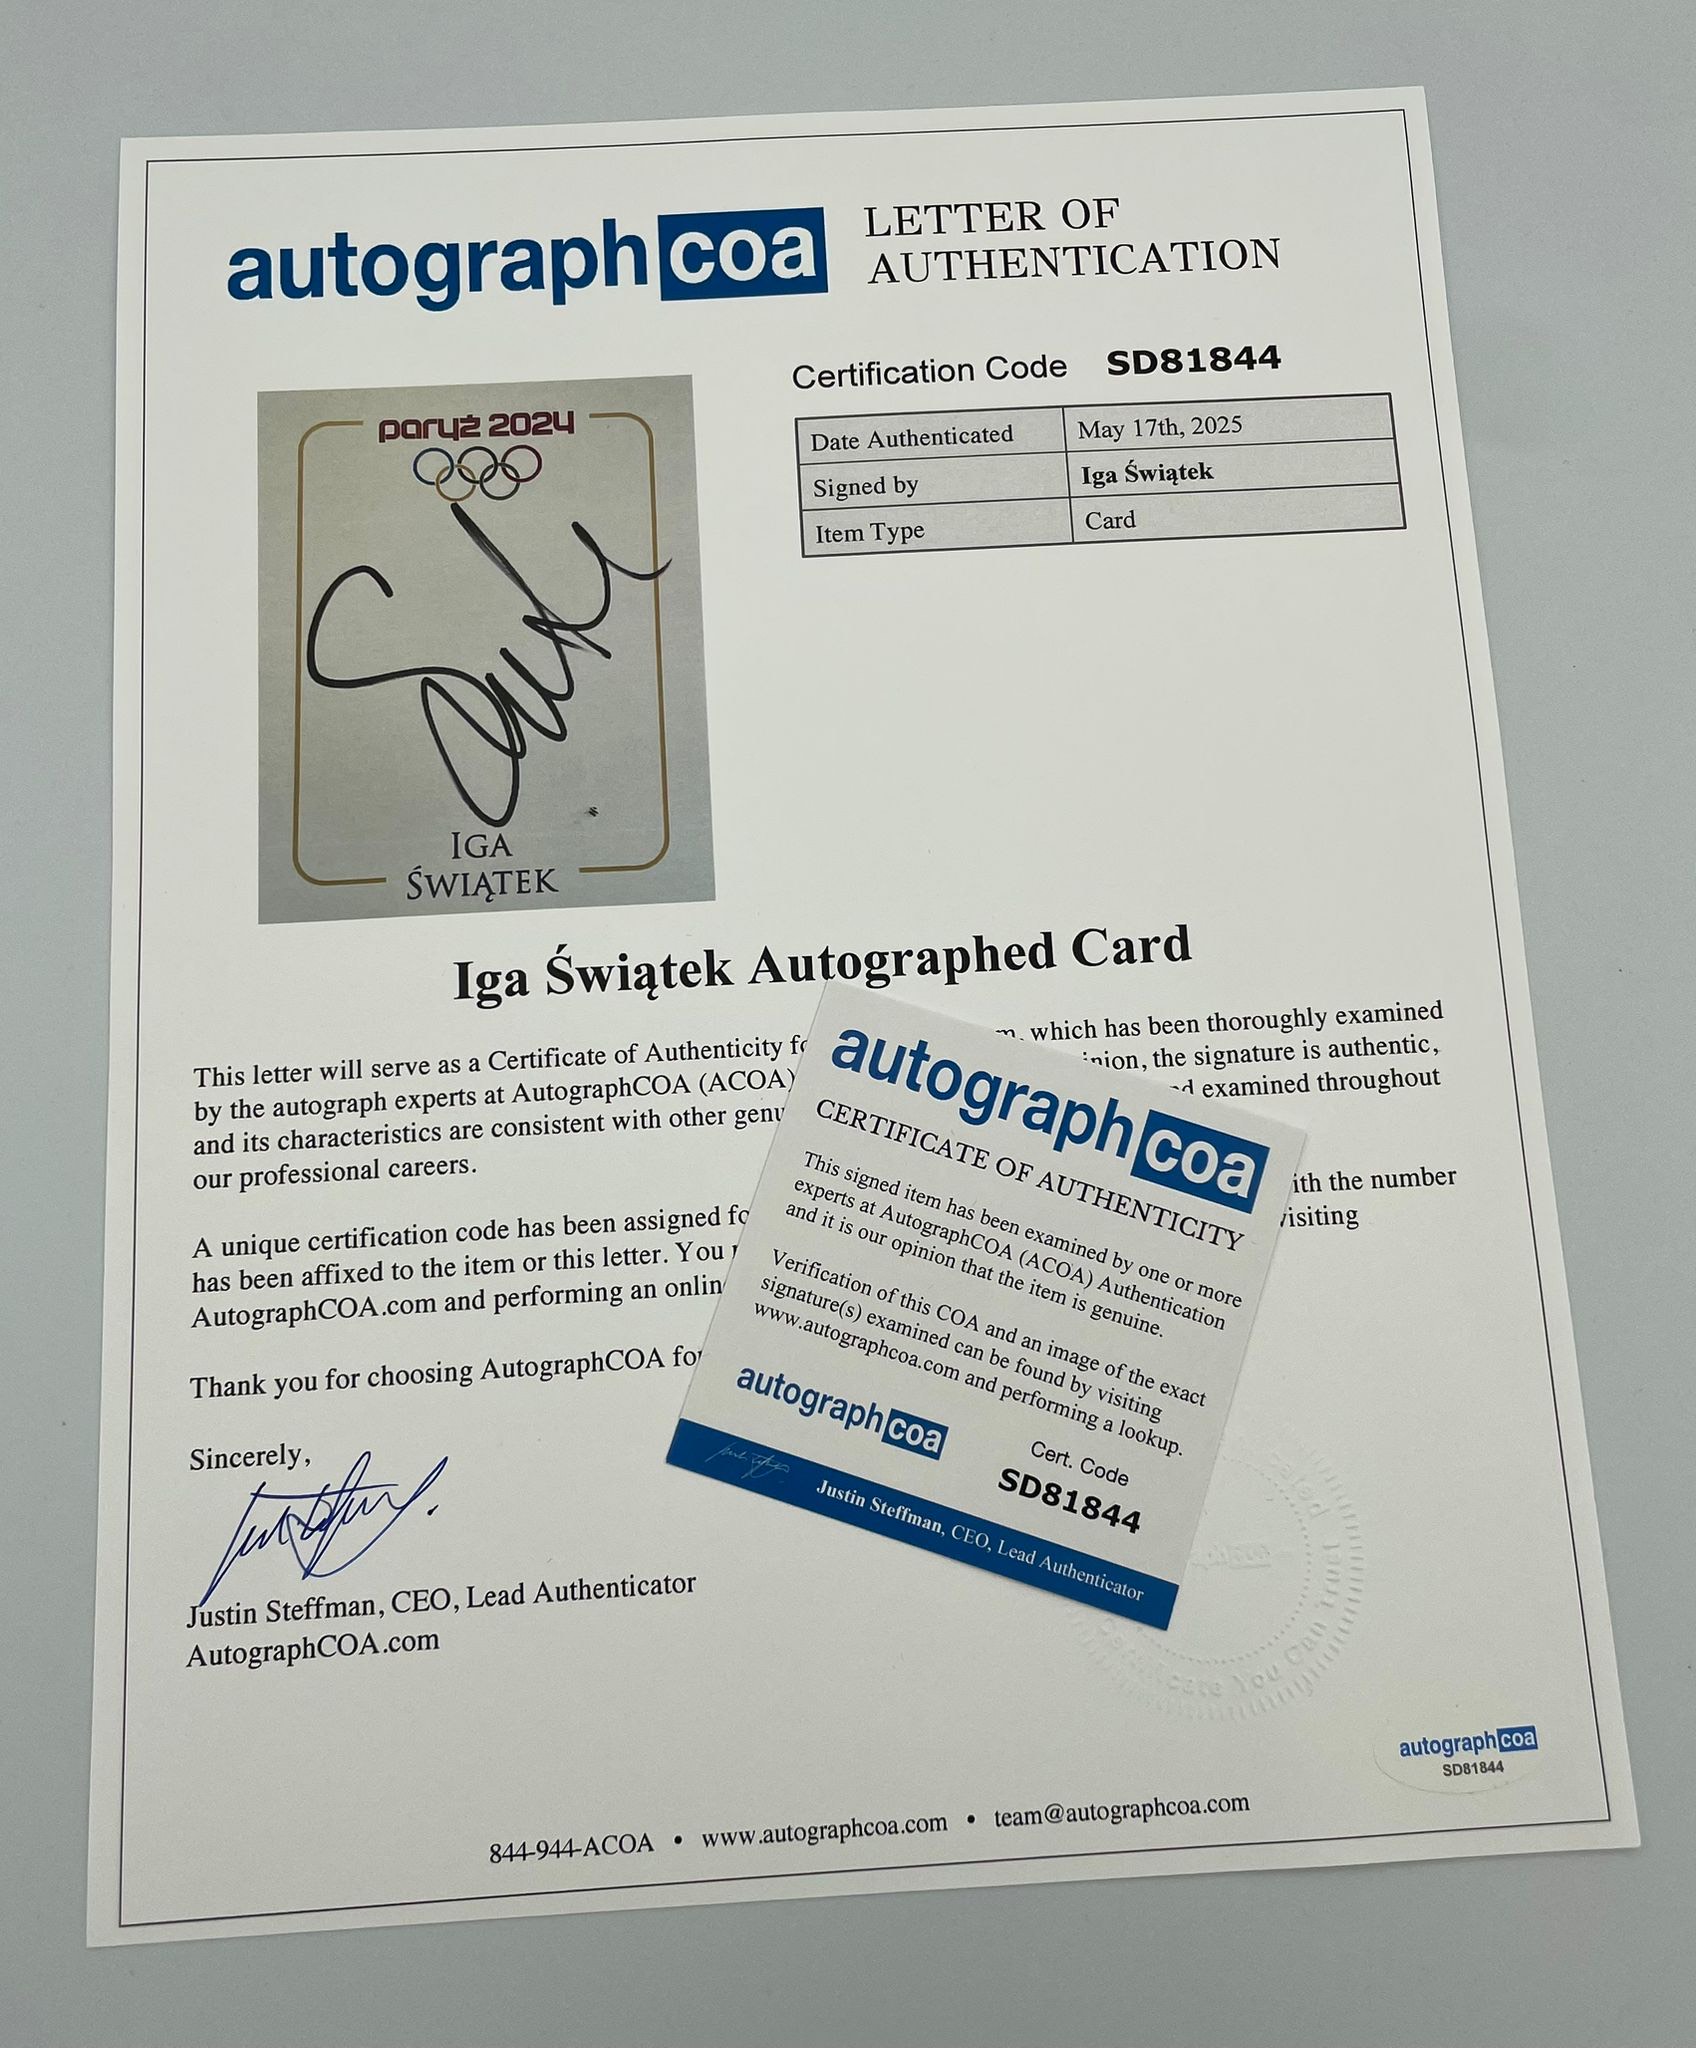 autographcoa
LETTER OF
AUTHENTICATION
Certification Code SD81844
Date Authenticated May 17th, 2025
Signed by Iga Świątek
Item Type Card
paryż 2024
IGA
ŚWIĄTEK
Iga Świątek Autographed Card
This letter will serve as a Certificate of Authenticity , which has been thoroughly examined
by the autograph experts at AutographCOA (ACOA) the signature is authentic,
and its characteristics are consistent with other examined throughout
our professional careers.
A unique certification code has been assigned with the number
has been affixed to the item or this letter. You visiting
AutographCOA.com and performing an
Thank you for choosing AutographCOA
Sincerely,
Justin Steffman, CEO, Lead Authenticator
AutographCOA.com
autographcoa
CERTIFICATE OF AUTHENTICITY
This signed item has been examined by one or more
experts at AutographCOA (ACOA) Authentication
and it is our opinion that the item is genuine.
Verification of this COA and an image of the exact
signature(s) examined can be found by visiting
www.autographcoa.com and performing a lookup.
autographcoa
Cert. Code
SD81844
Justin Steffman, CEO, Lead Authenticator
You Can Trust
autographcoa
SD81844
844-944-ACOA • www.autographcoa.com • team@autographcoa.com